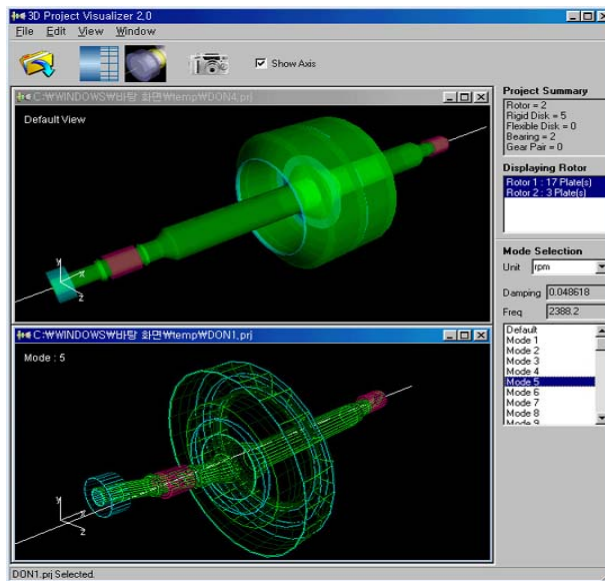 3D Project Visualizer 2,0
File Edit View Window
Show Axis
C:₩WINDOWS₩바탕 화면₩temp₩DON4.prj
Default View
y
x
z
C:₩WINDOWS₩바탕 화면₩temp₩DON1.prj
Mode : 5
y
x
z
Project Summary
Rotor = 2
Rigid Disk = 5
Flexible Disk = 0
Bearing = 2
Gear Pair = 0
Displaying Rotor
Rotor 1 : 17 Plate(s)
Rotor 2 : 3 Plate(s)
Mode Selection
Unit rpm
Damping 0.048618
Freq 2388.2
Default
Mode 1
Mode 2
Mode 3
Mode 4
Mode 5
Mode 6
Mode 7
Mode 8
Mode 9
DON1.prj Selected.